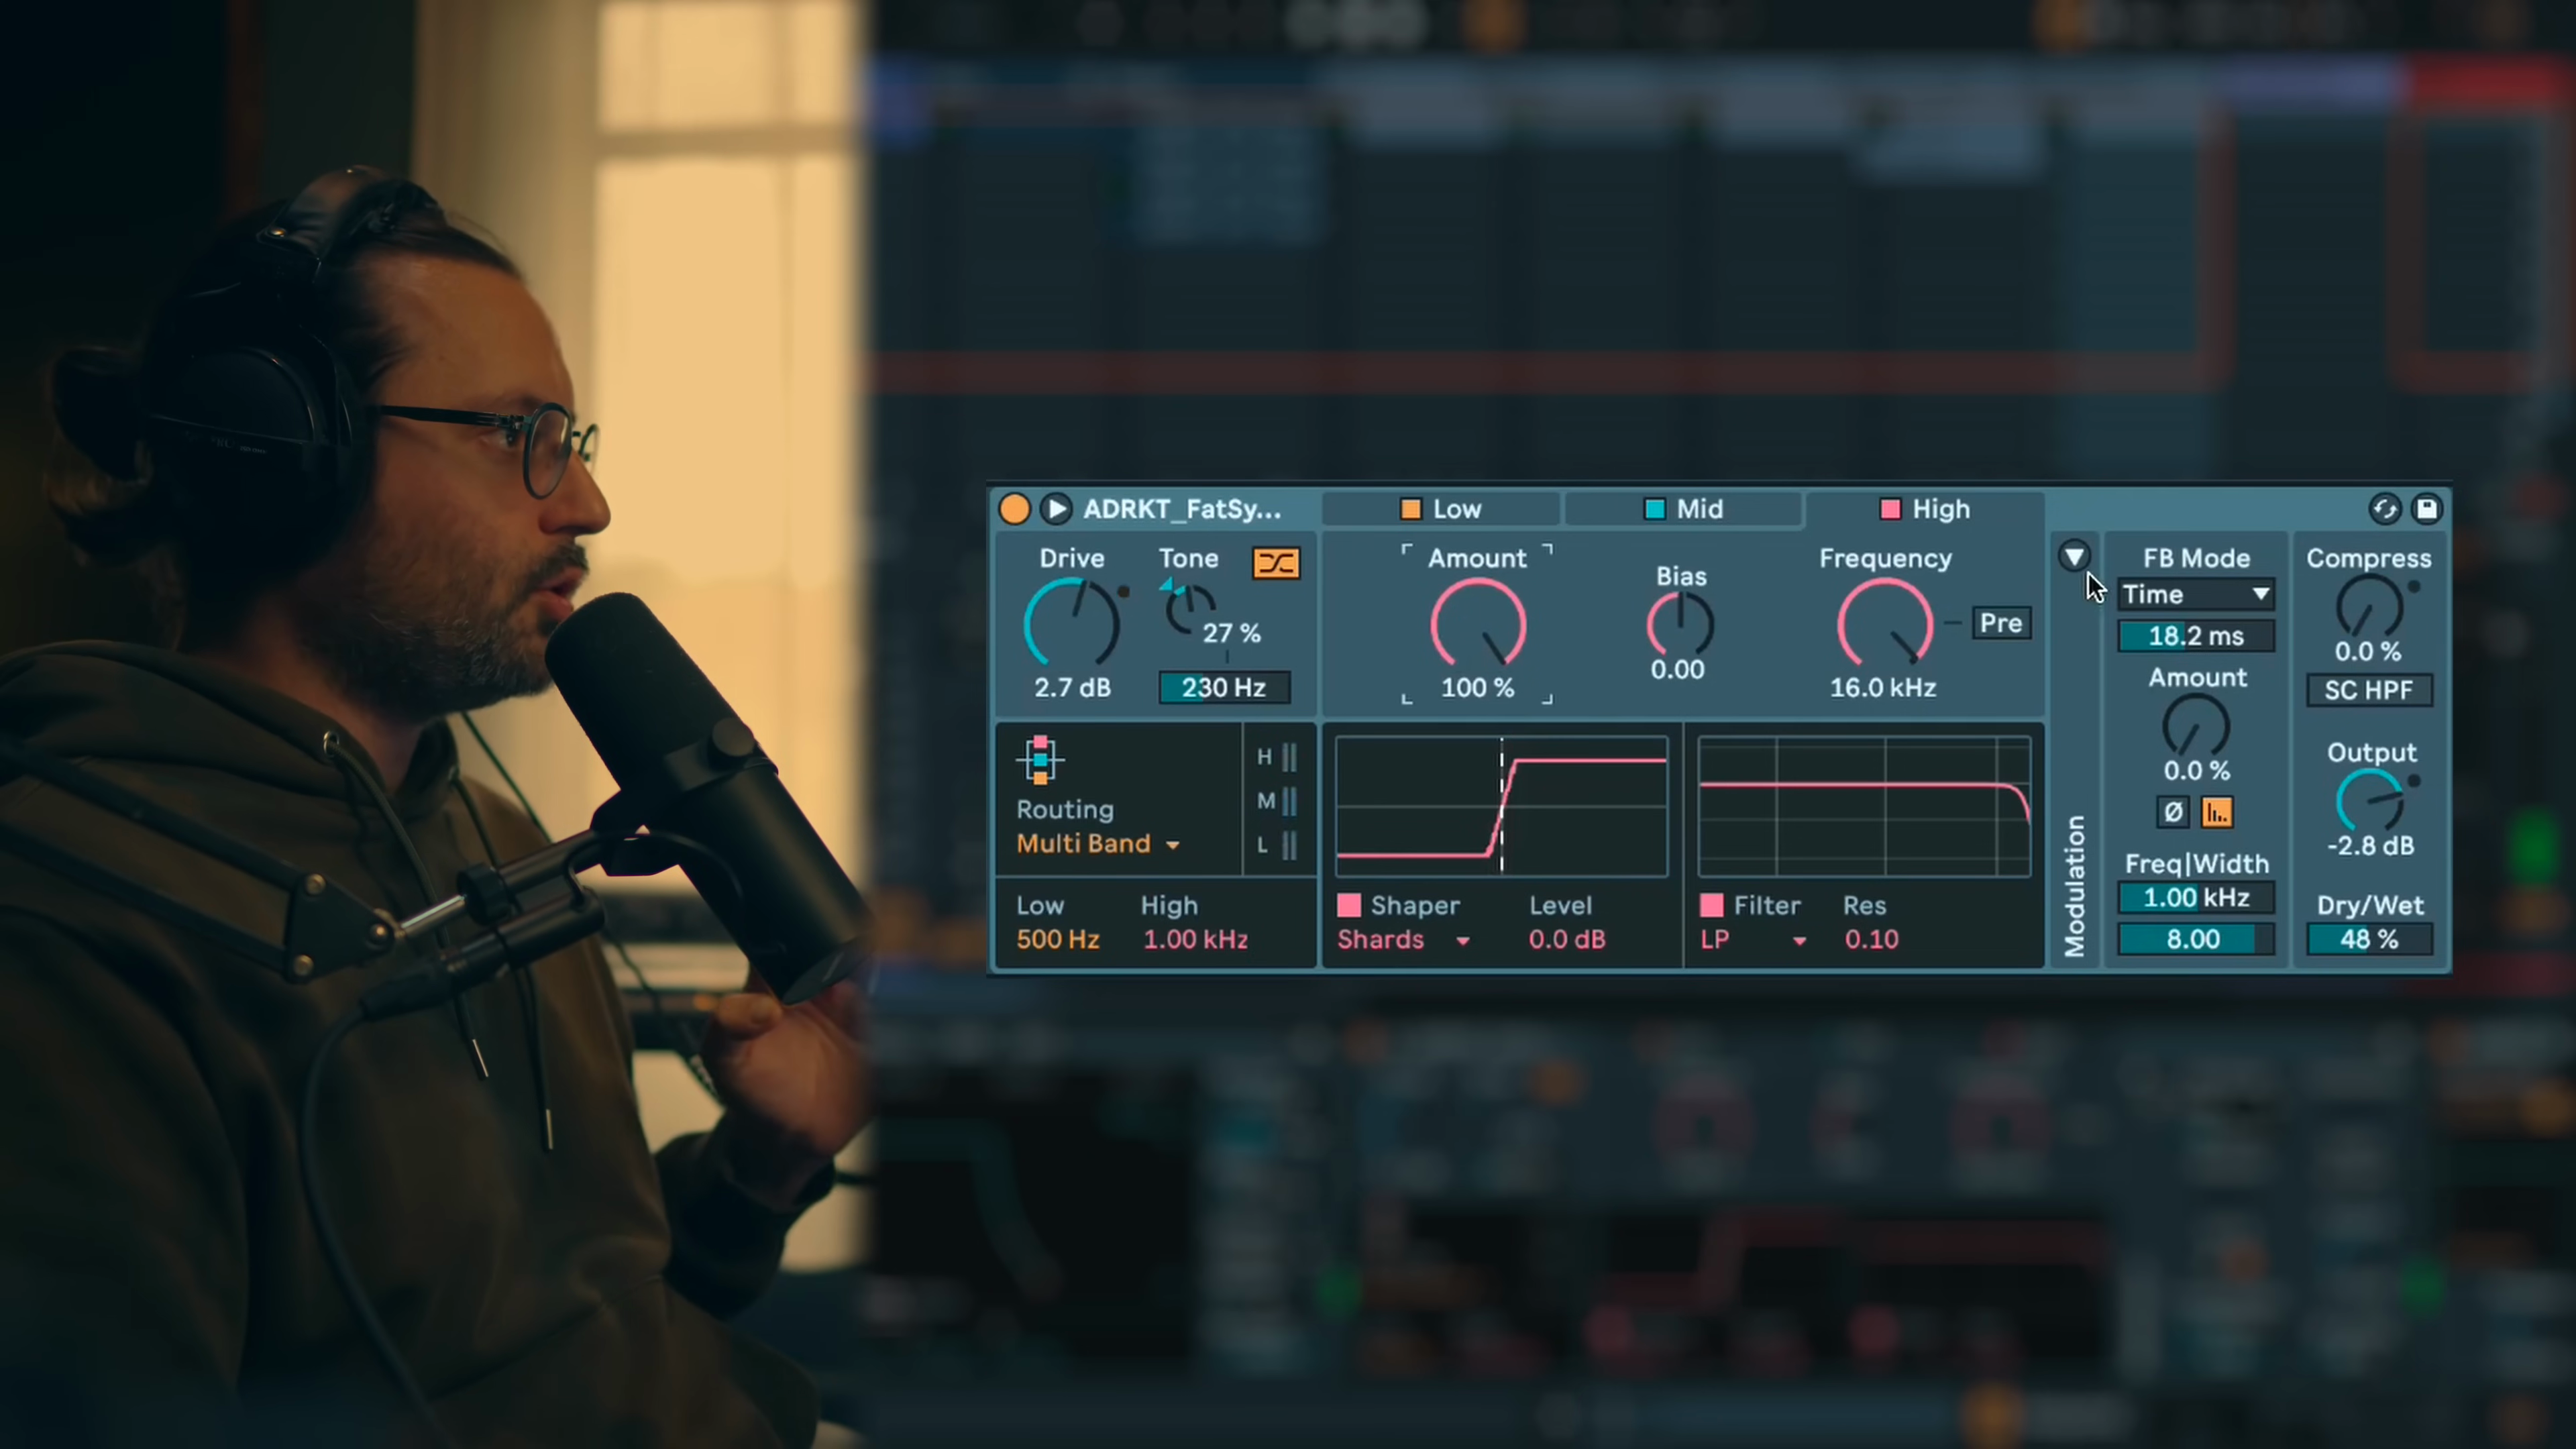 ADRKT_FatSy...
Low
Mid
High
Drive
2.7 dB
Tone
27 %
230 Hz
Amount
100 %
Bias
0.00
Frequency
16.0 kHz
Pre
Routing
Multi Band
H
M
L
Low
500 Hz
High
1.00 kHz
Shaper
Shards
Level
0.0 dB
Filter
LP
Res
0.10
Modulation
FB Mode
Time
18.2 ms
Amount
0.0 %
Ø
Freq|Width
1.00 kHz
8.00
Compress
0.0 %
SC HPF
Output
-2.8 dB
Dry/Wet
48 %